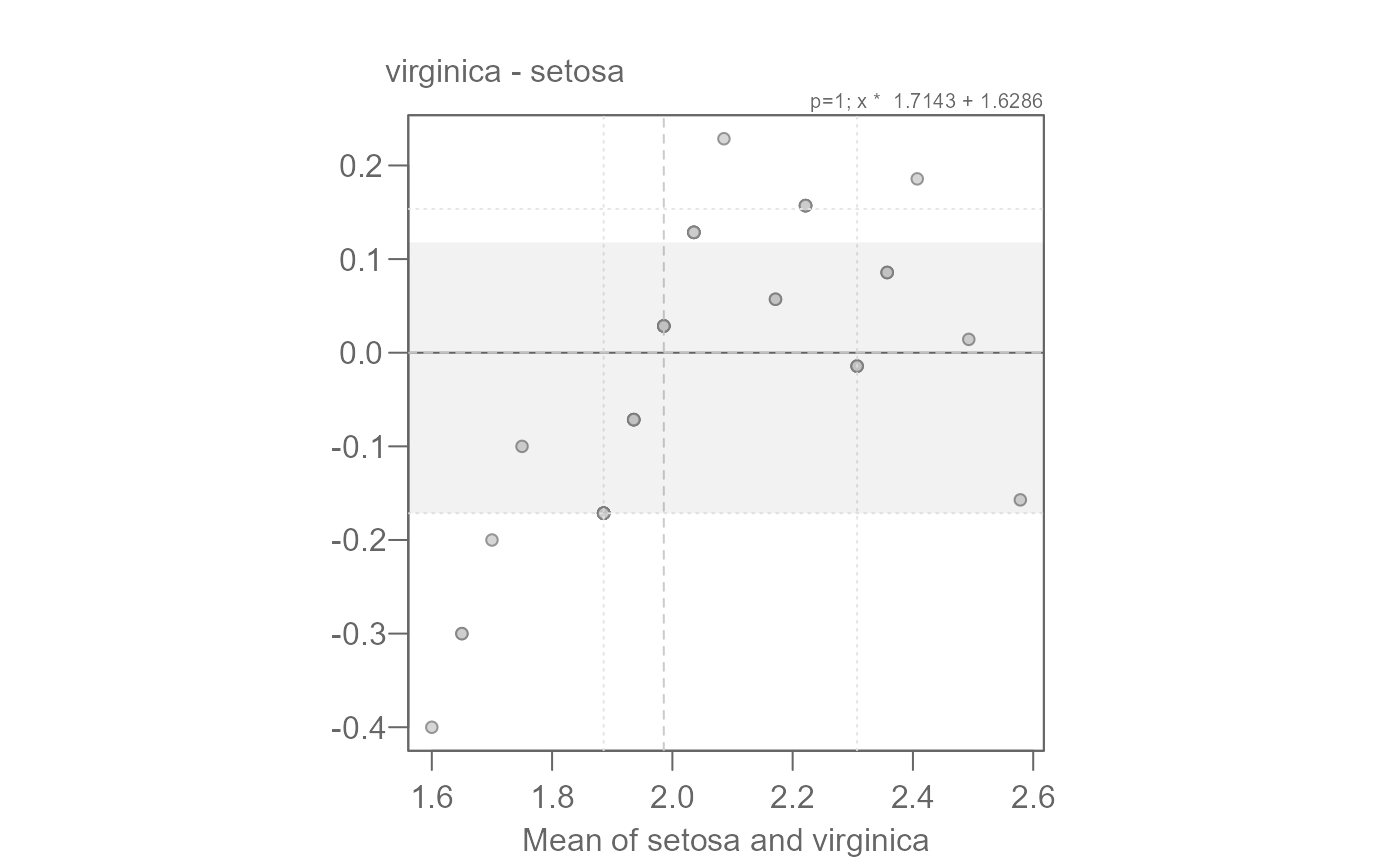 virginica - setosa
p=1; x *  1.7143 + 1.6286
0.2
0.1
0.0
-0.1
-0.2
-0.3
-0.4
1.6 1.8 2.0 2.2 2.4 2.6
Mean of setosa and virginica